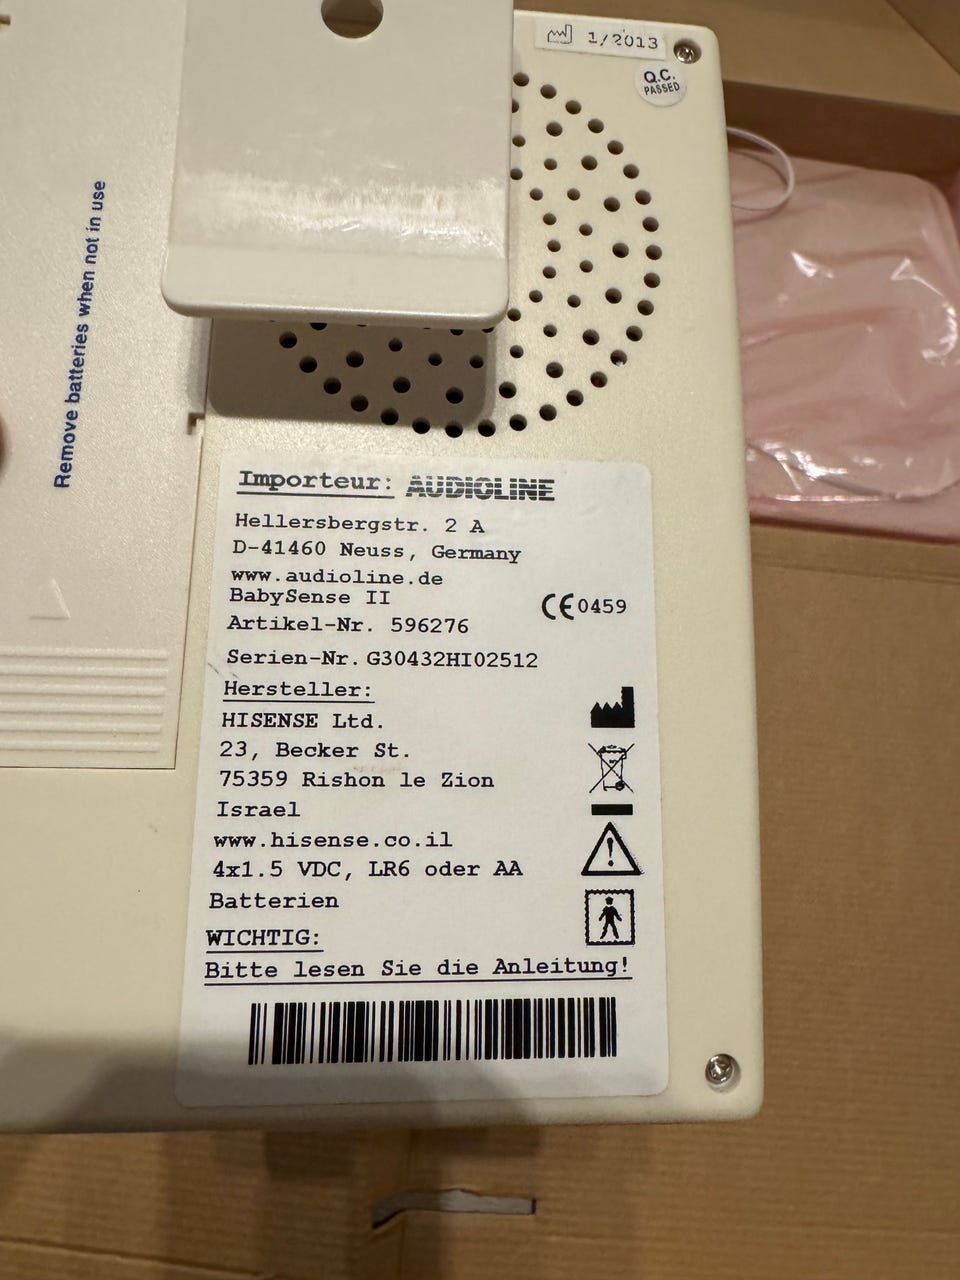 1/2013
Q.C.
PASSED
Remove batteries when not in use
Importeur: AUDIOLINE
Hellersbergstr. 2 A
D-41460 Neuss, Germany
www.audioline.de
BabySense II
CE 0459
Artikel-Nr. 596276
Serien-Nr. G30432HI02512
Hersteller:
HISENSE Ltd.
23, Becker St.
75359 Rishon le Zion
Israel
www.hisense.co.il
4x1.5 VDC, LR6 oder AA
Batterien
WICHTIG:
Bitte lesen Sie die Anleitung!